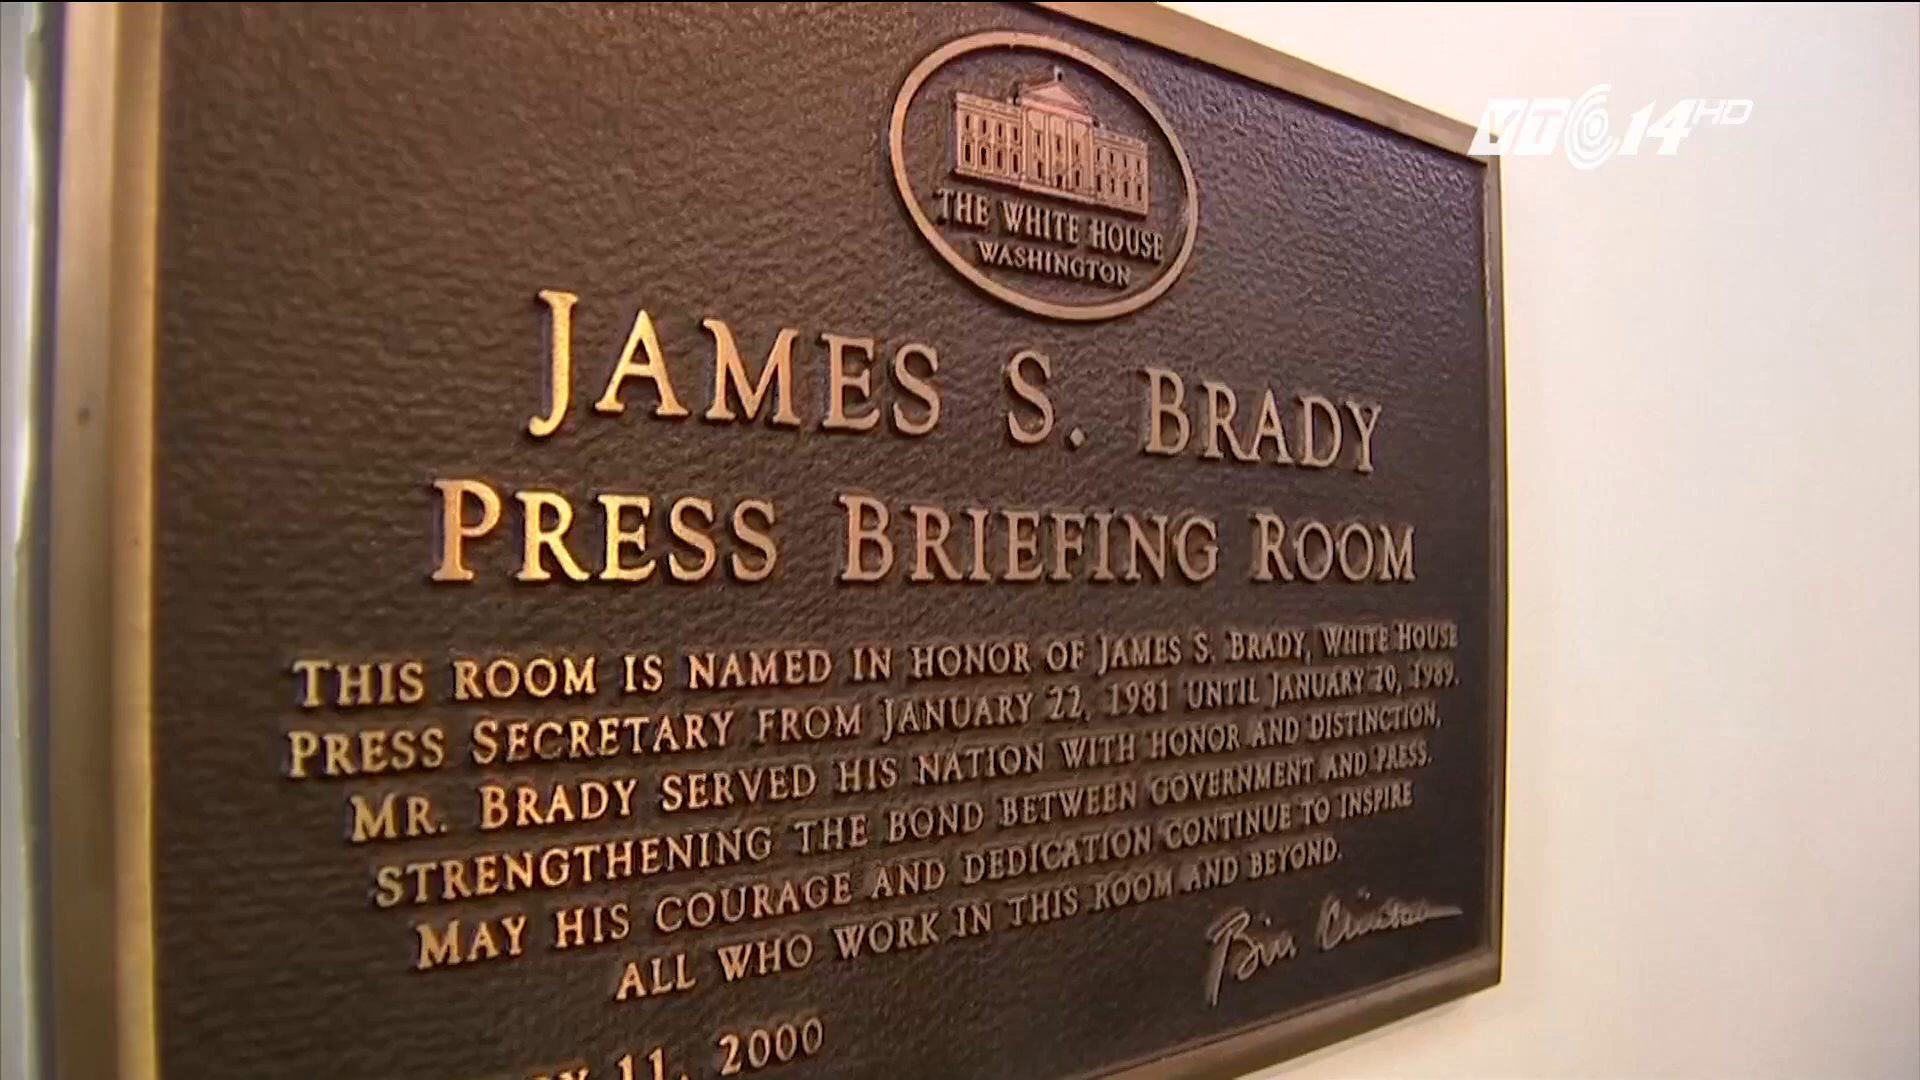 VTC14HD
THE WHITE HOUSE
WASHINGTON
JAMES S. BRADY
PRESS BRIEFING ROOM
THIS ROOM IS NAMED IN HONOR OF JAMES S. BRADY, WHITE HOUSE
PRESS SECRETARY FROM JANUARY 22, 1981 UNTIL JANUARY 20, 1989.
MR. BRADY SERVED HIS NATION WITH HONOR AND DISTINCTION,
STRENGTHENING THE BOND BETWEEN GOVERNMENT AND PRESS.
MAY HIS COURAGE AND DEDICATION CONTINUE TO INSPIRE
ALL WHO WORK IN THIS ROOM AND BEYOND.
Bill Clinton
11, 2000